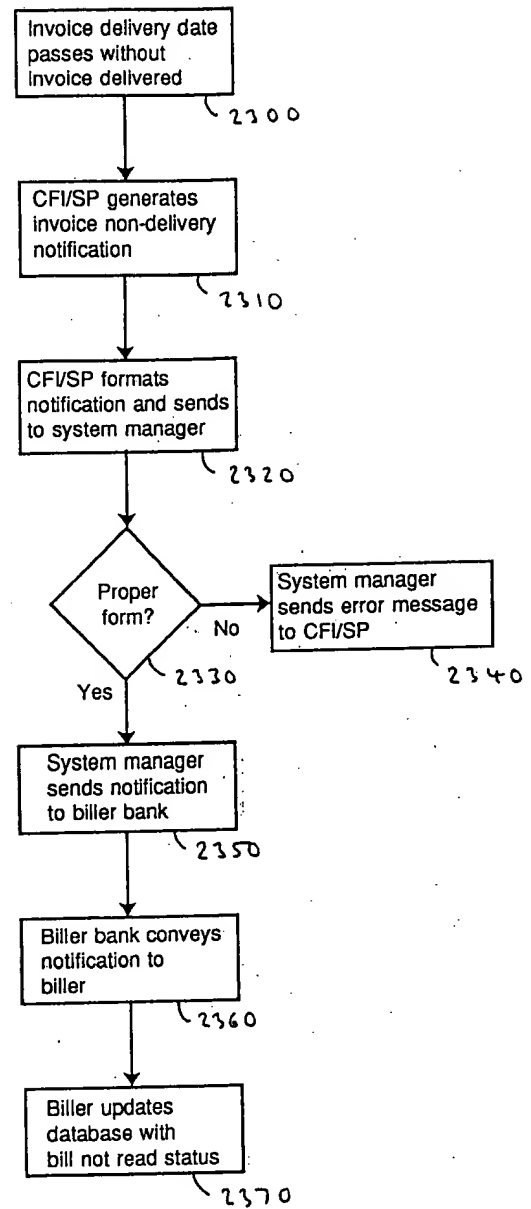 Invoice delivery date
passes without
Invoice delivered
2300
CFI/SP generates
invoice non-delivery
notification
2310
CFI/SP formats
notification and sends
to system manager
2320
Proper
form?
No
System manager
sends error message
to CFI/SP
2340
2330
Yes
System manager
sends notification
to biller bank
2350
Biller bank conveys
notification to
biller
2360
Biller updates
database with
bill not read status
2370